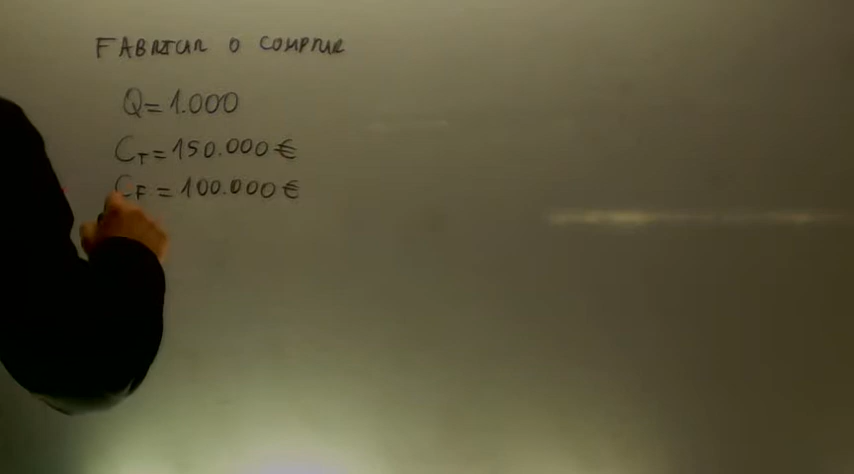 FABRICAR O COMPRAR
Q=1.000
CT=150.000€
CF=100.000€